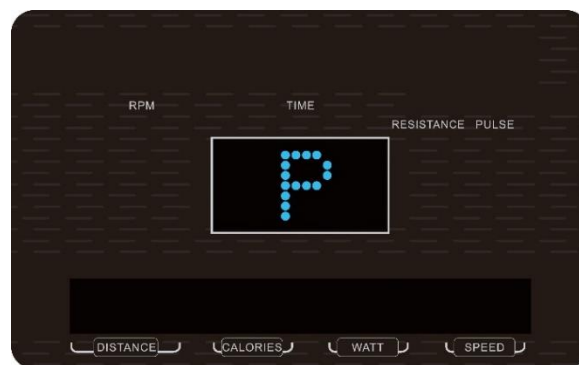 RPM TIME
RESISTANCE PULSE
P
DISTANCE CALORIES WATT SPEED